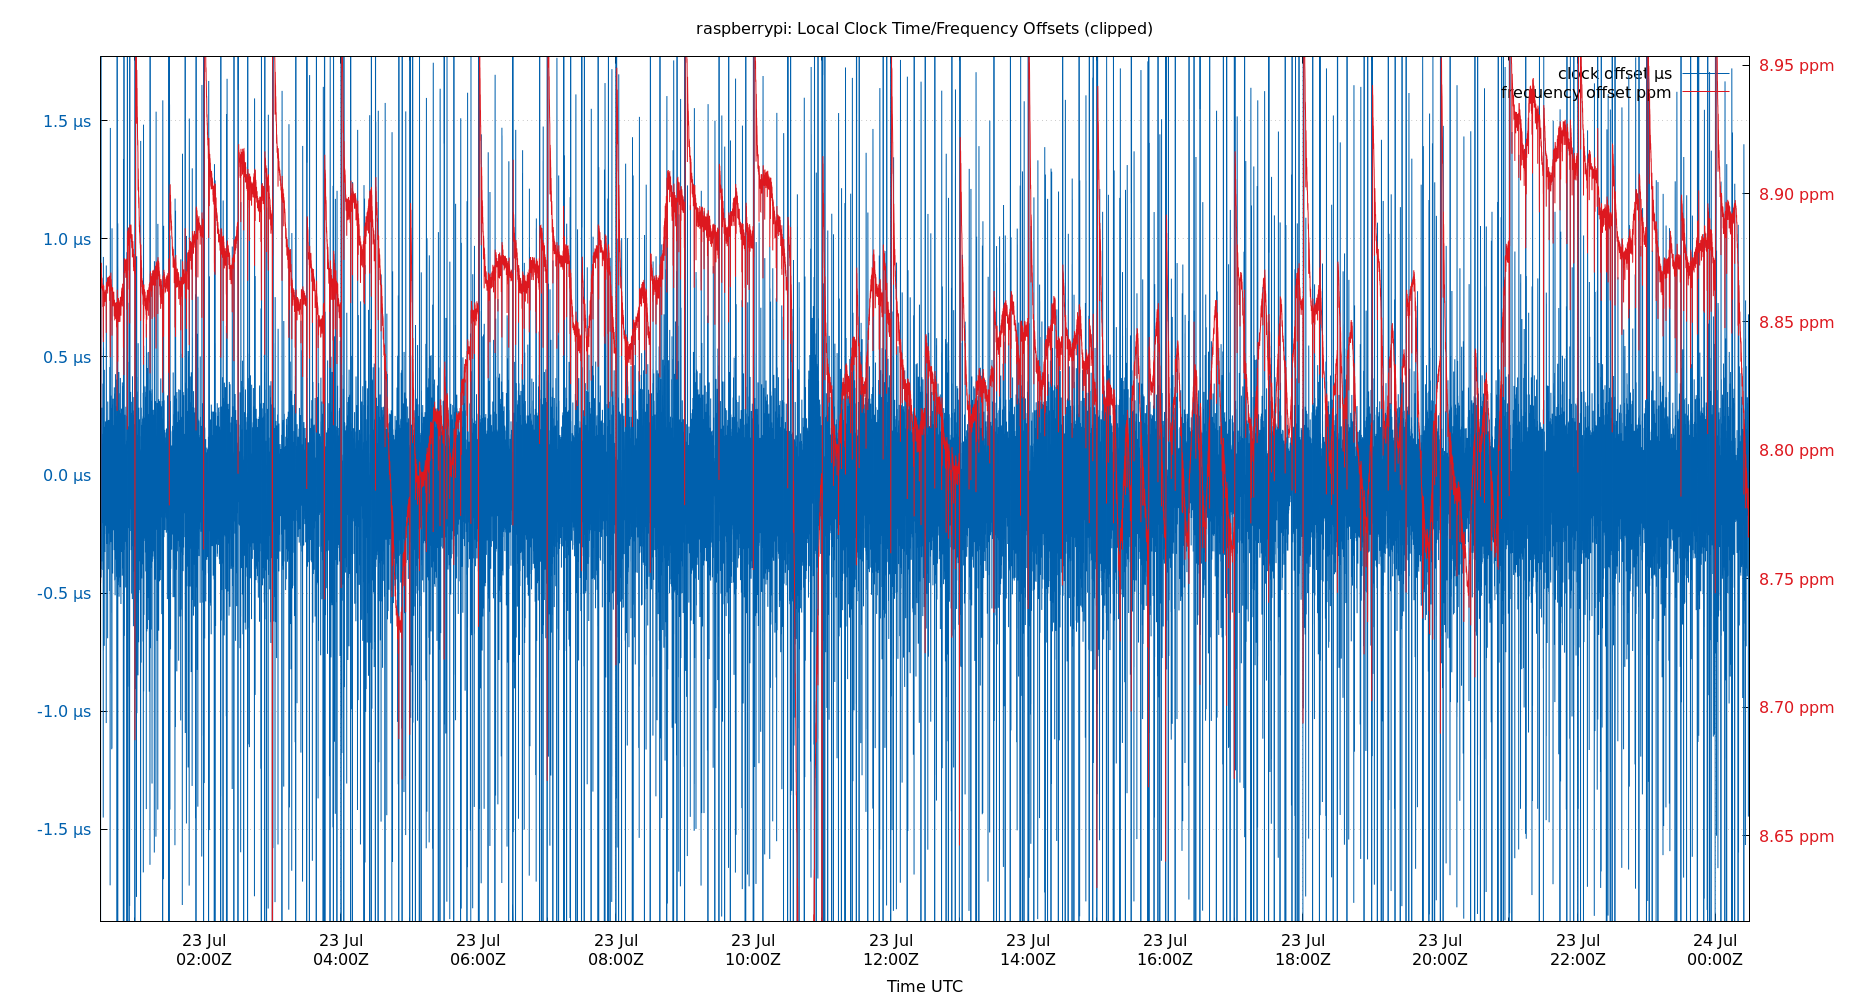 raspberrypi: Local Clock Time/Frequency Offsets (clipped)
clock offset µs
frequency offset ppm
1.5 µs
1.0 µs
0.5 µs
0.0 µs
-0.5 µs
-1.0 µs
-1.5 µs
8.95 ppm
8.90 ppm
8.85 ppm
8.80 ppm
8.75 ppm
8.70 ppm
8.65 ppm
23 Jul 23 Jul 23 Jul 23 Jul 23 Jul 23 Jul 23 Jul 23 Jul 23 Jul 23 Jul 23 Jul 24 Jul
02:00Z 04:00Z 06:00Z 08:00Z 10:00Z 12:00Z 14:00Z 16:00Z 18:00Z 20:00Z 22:00Z 00:00Z
Time UTC